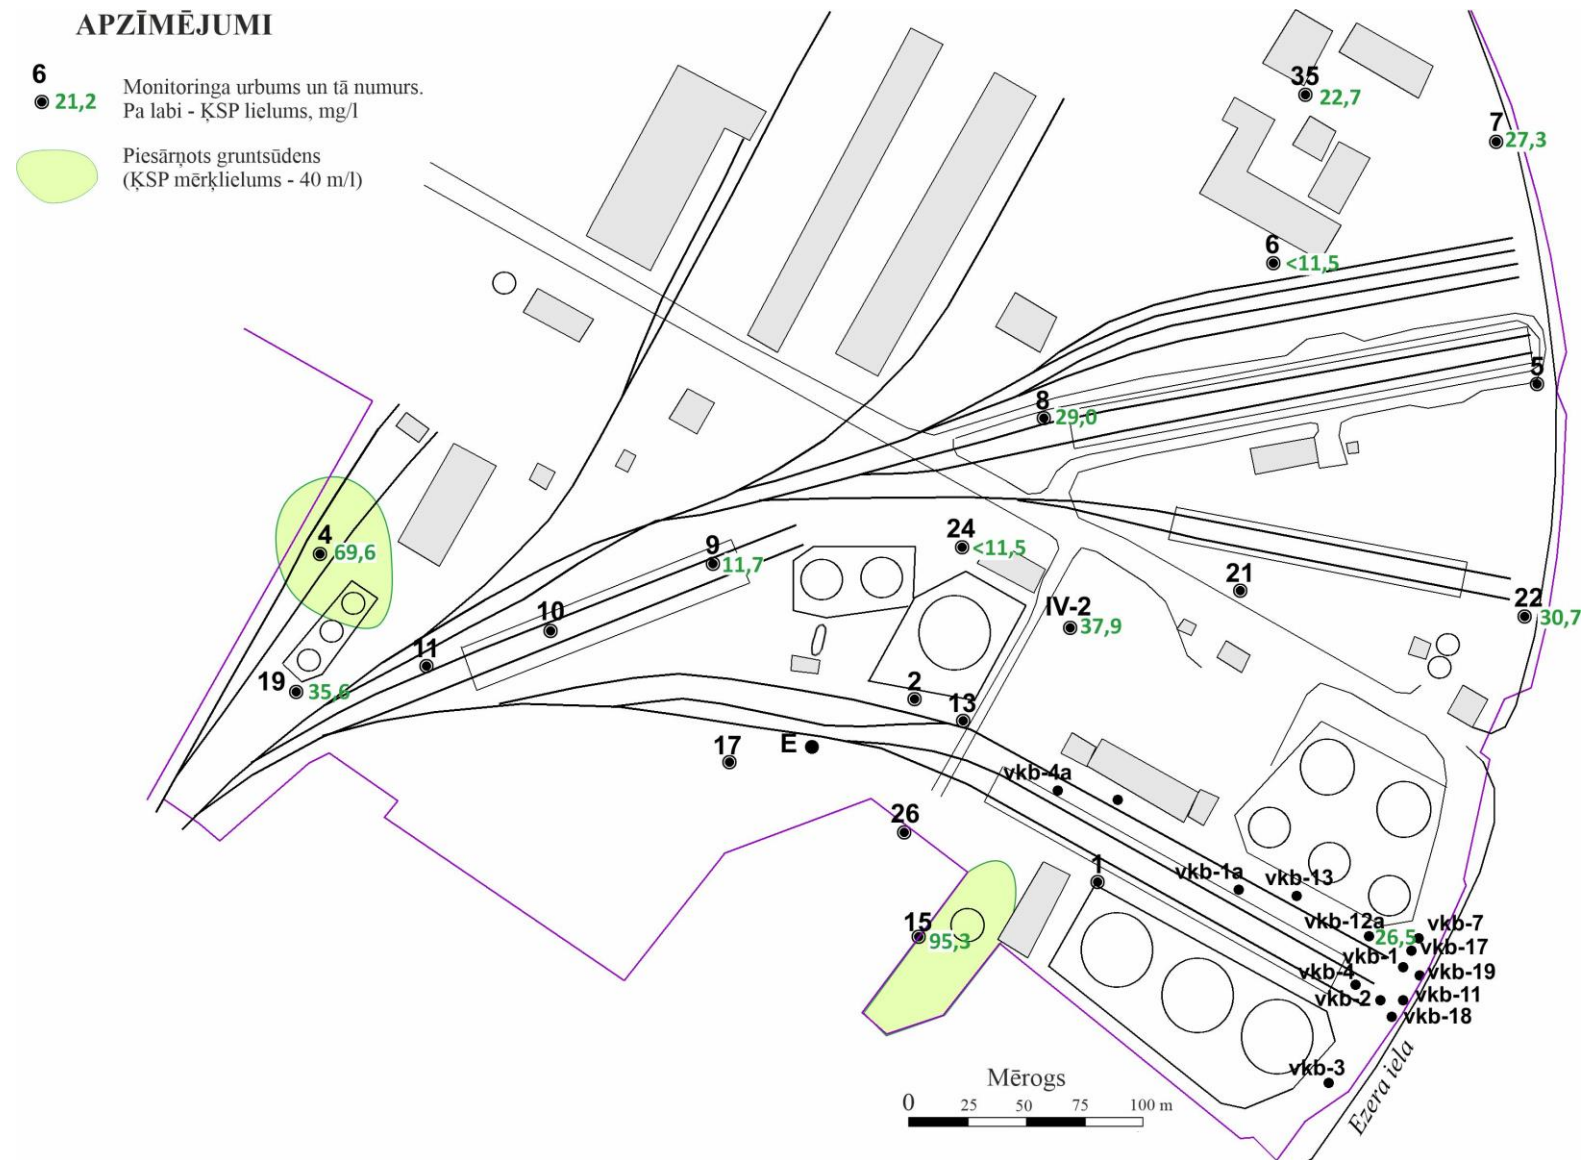 APZĪMĒJUMI
6
21,2
Monitoringa urbums un tā numurs.
Pa labi - ĶSP lielums, mg/l
Piesārņots gruntsūdens
(ĶSP mērķlielums - 40 m/l)
35
22,7
7
27,3
6
<11,5
5
8
29,0
4
69,6
9
11,7
24
<11,5
21
22
30,7
10
IV-2
37,9
11
19
35,6
2
13
17
E
vkb-4a
26
1
vkb-1a
vkb-13
15
95,3
vkb-12a
26,5
vkb-7
vkb-17
vkb-1
vkb-19
vkb-4
vkb-2
vkb-11
vkb-18
vkb-3
Ezera iela
Mērogs
0 25 50 75 100 m